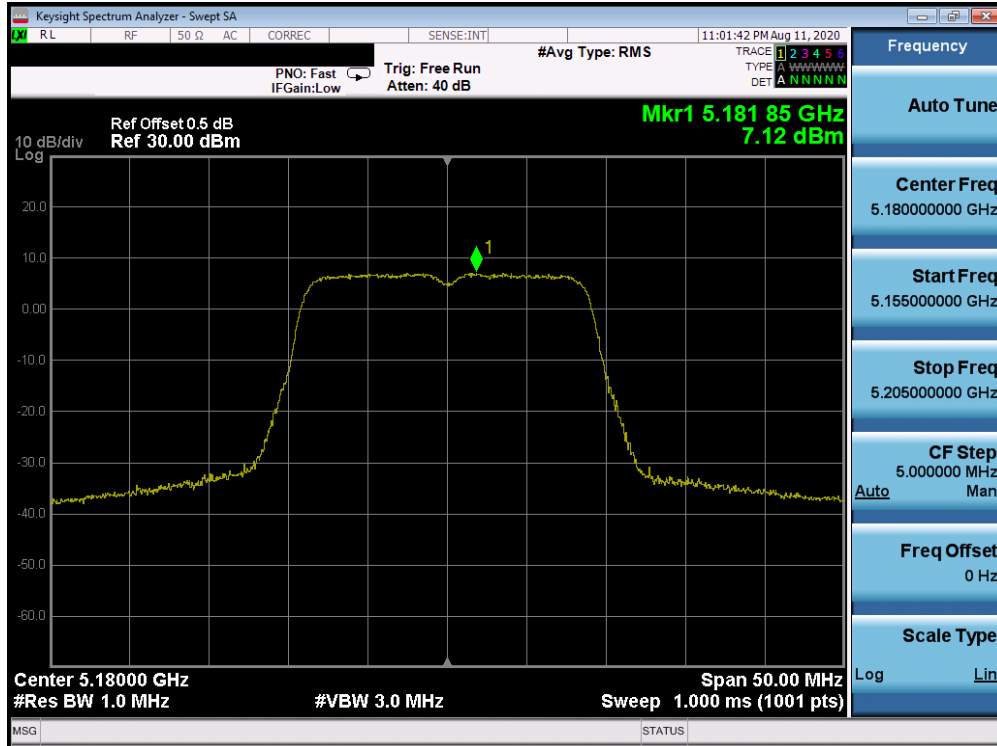 Keysight Spectrum Analyzer - Swept SA
LXI RL RF 50 Ω AC CORREC SENSE:INT 11:01:42 PM Aug 11, 2020
#Avg Type: RMS
TRACE 1 2 3 4 5 6
TYPE A WWWWW
DET A N N N N N
PNO: Fast
IFGain:Low
Trig: Free Run
Atten: 40 dB
Mkr1 5.181 85 GHz
7.12 dBm
Ref Offset 0.5 dB
Ref 30.00 dBm
10 dB/div
Log
1
20.0
10.0
0.00
-10.0
-20.0
-30.0
-40.0
-50.0
-60.0
Center 5.18000 GHz
Span 50.00 MHz
#Res BW 1.0 MHz
#VBW 3.0 MHz
Sweep 1.000 ms (1001 pts)
MSG
STATUS
Frequency
Auto Tune
Center Freq
5.180000000 GHz
Start Freq
5.155000000 GHz
Stop Freq
5.205000000 GHz
CF Step
5.000000 MHz
Auto Man
Freq Offset
0 Hz
Scale Type
Log Lin